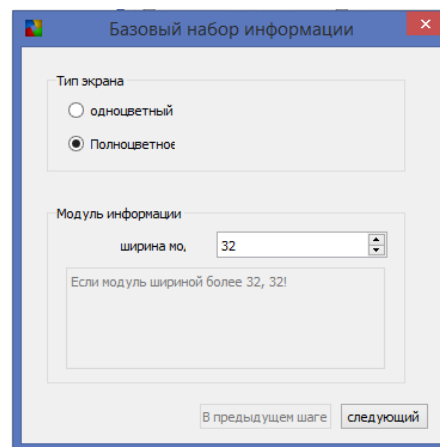 Базовый набор информации
Тип экрана
одноцветный
Полноцветное
Модуль информации
ширина мо,
32
Если модуль шириной более 32, 32!
В предыдущем шаге
следующий